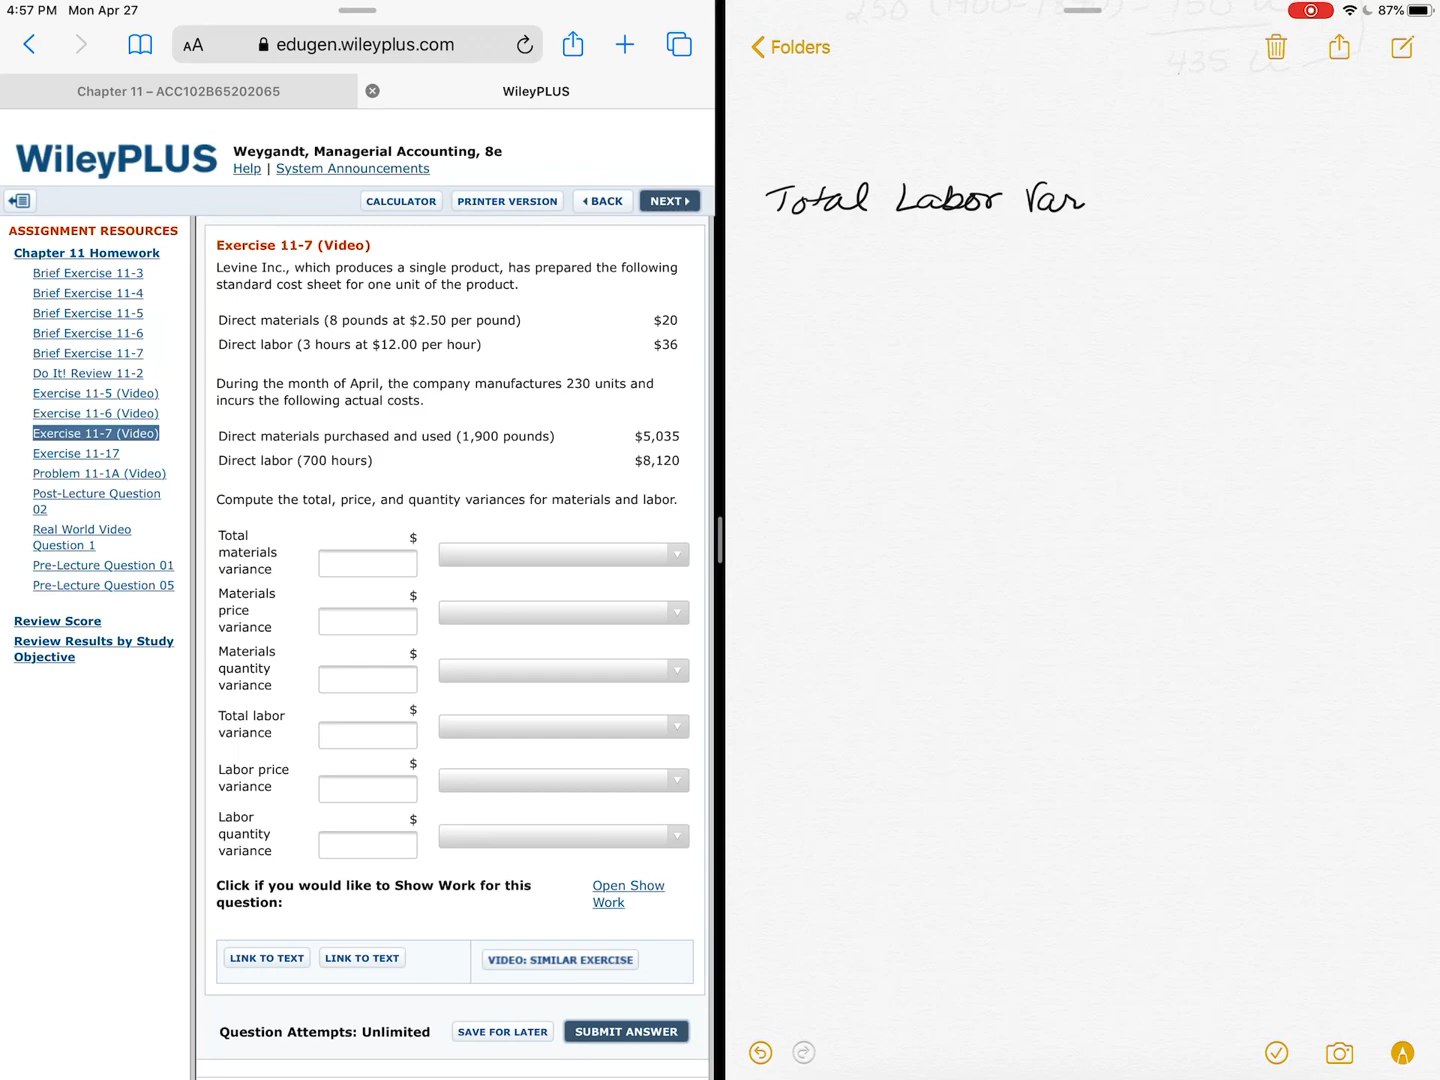 4:57 PM Mon Apr 27
87%
AA
edugen.wileyplus.com
Folders
Chapter 11 – ACC102B65202065
WileyPLUS
435 U
WileyPLUS
Weygandt, Managerial Accounting, 8e
Help | System Announcements
CALCULATOR
PRINTER VERSION
BACK
NEXT
Total Labor Var
ASSIGNMENT RESOURCES
Chapter 11 Homework
Brief Exercise 11-3
Brief Exercise 11-4
Brief Exercise 11-5
Brief Exercise 11-6
Brief Exercise 11-7
Do It! Review 11-2
Exercise 11-5 (Video)
Exercise 11-6 (Video)
Exercise 11-7 (Video)
Exercise 11-17
Problem 11-1A (Video)
Post-Lecture Question
02
Real World Video
Question 1
Pre-Lecture Question 01
Pre-Lecture Question 05
Review Score
Review Results by Study
Objective
Exercise 11-7 (Video)
Levine Inc., which produces a single product, has prepared the following
standard cost sheet for one unit of the product.
Direct materials (8 pounds at $2.50 per pound) $20
Direct labor (3 hours at $12.00 per hour) $36
During the month of April, the company manufactures 230 units and
incurs the following actual costs.
Direct materials purchased and used (1,900 pounds) $5,035
Direct labor (700 hours) $8,120
Compute the total, price, and quantity variances for materials and labor.
Total
materials
variance
$
Materials
price
variance
$
Materials
quantity
variance
$
Total labor
variance
$
Labor price
variance
$
Labor
quantity
variance
$
Click if you would like to Show Work for this
question:
Open Show
Work
LINK TO TEXT
LINK TO TEXT
VIDEO: SIMILAR EXERCISE
Question Attempts: Unlimited
SAVE FOR LATER
SUBMIT ANSWER